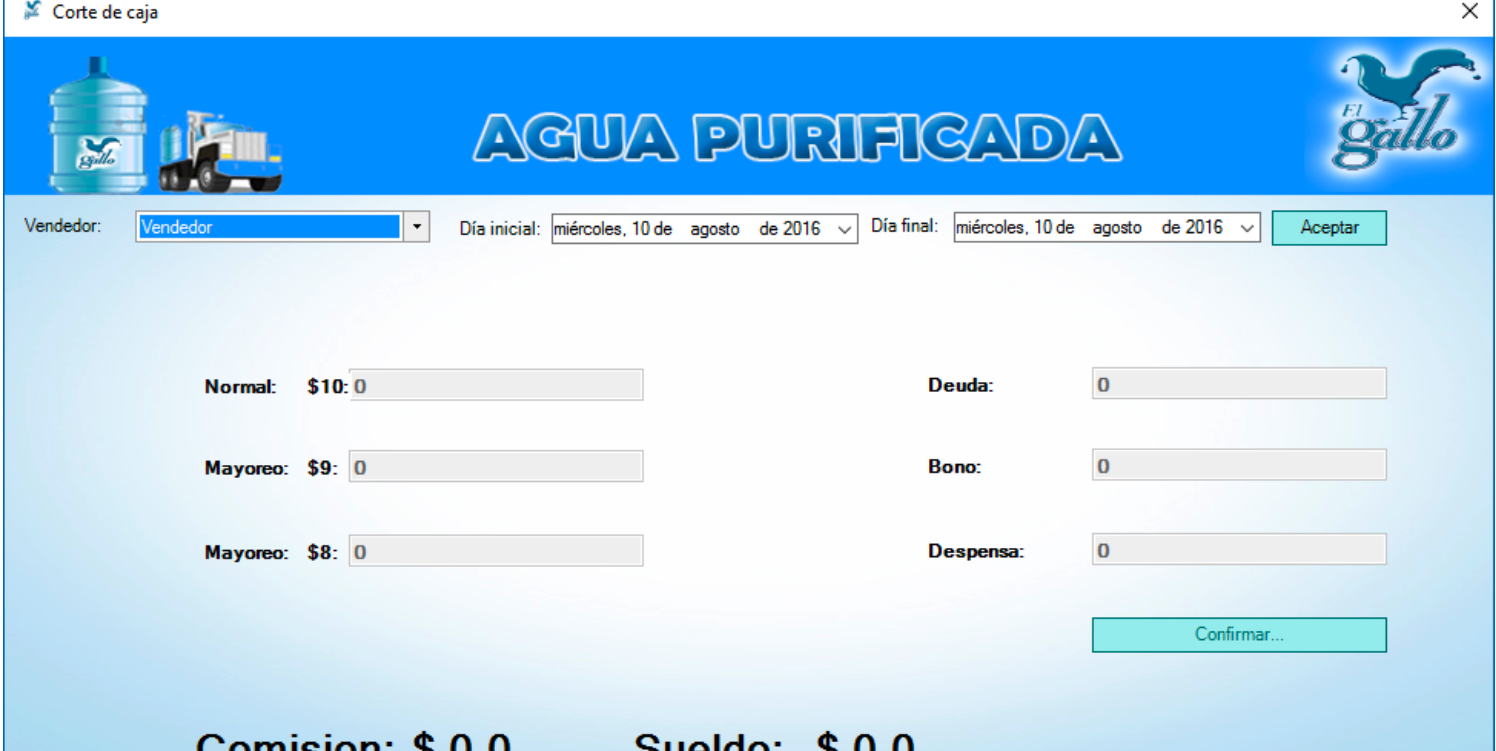 Corte de caja
AGUA PURIFICADA
El gallo
gallo
Vendedor: Vendedor Día inicial: miércoles, 10 de agosto de 2016 Día final: miércoles, 10 de agosto de 2016 Aceptar
Normal: $10: 0 Deuda: 0
Mayoreo: $9: 0 Bono: 0
Mayoreo: $8: 0 Despensa: 0
Confirmar...
Comision: $ 0.0 Sueldo: $ 0.0